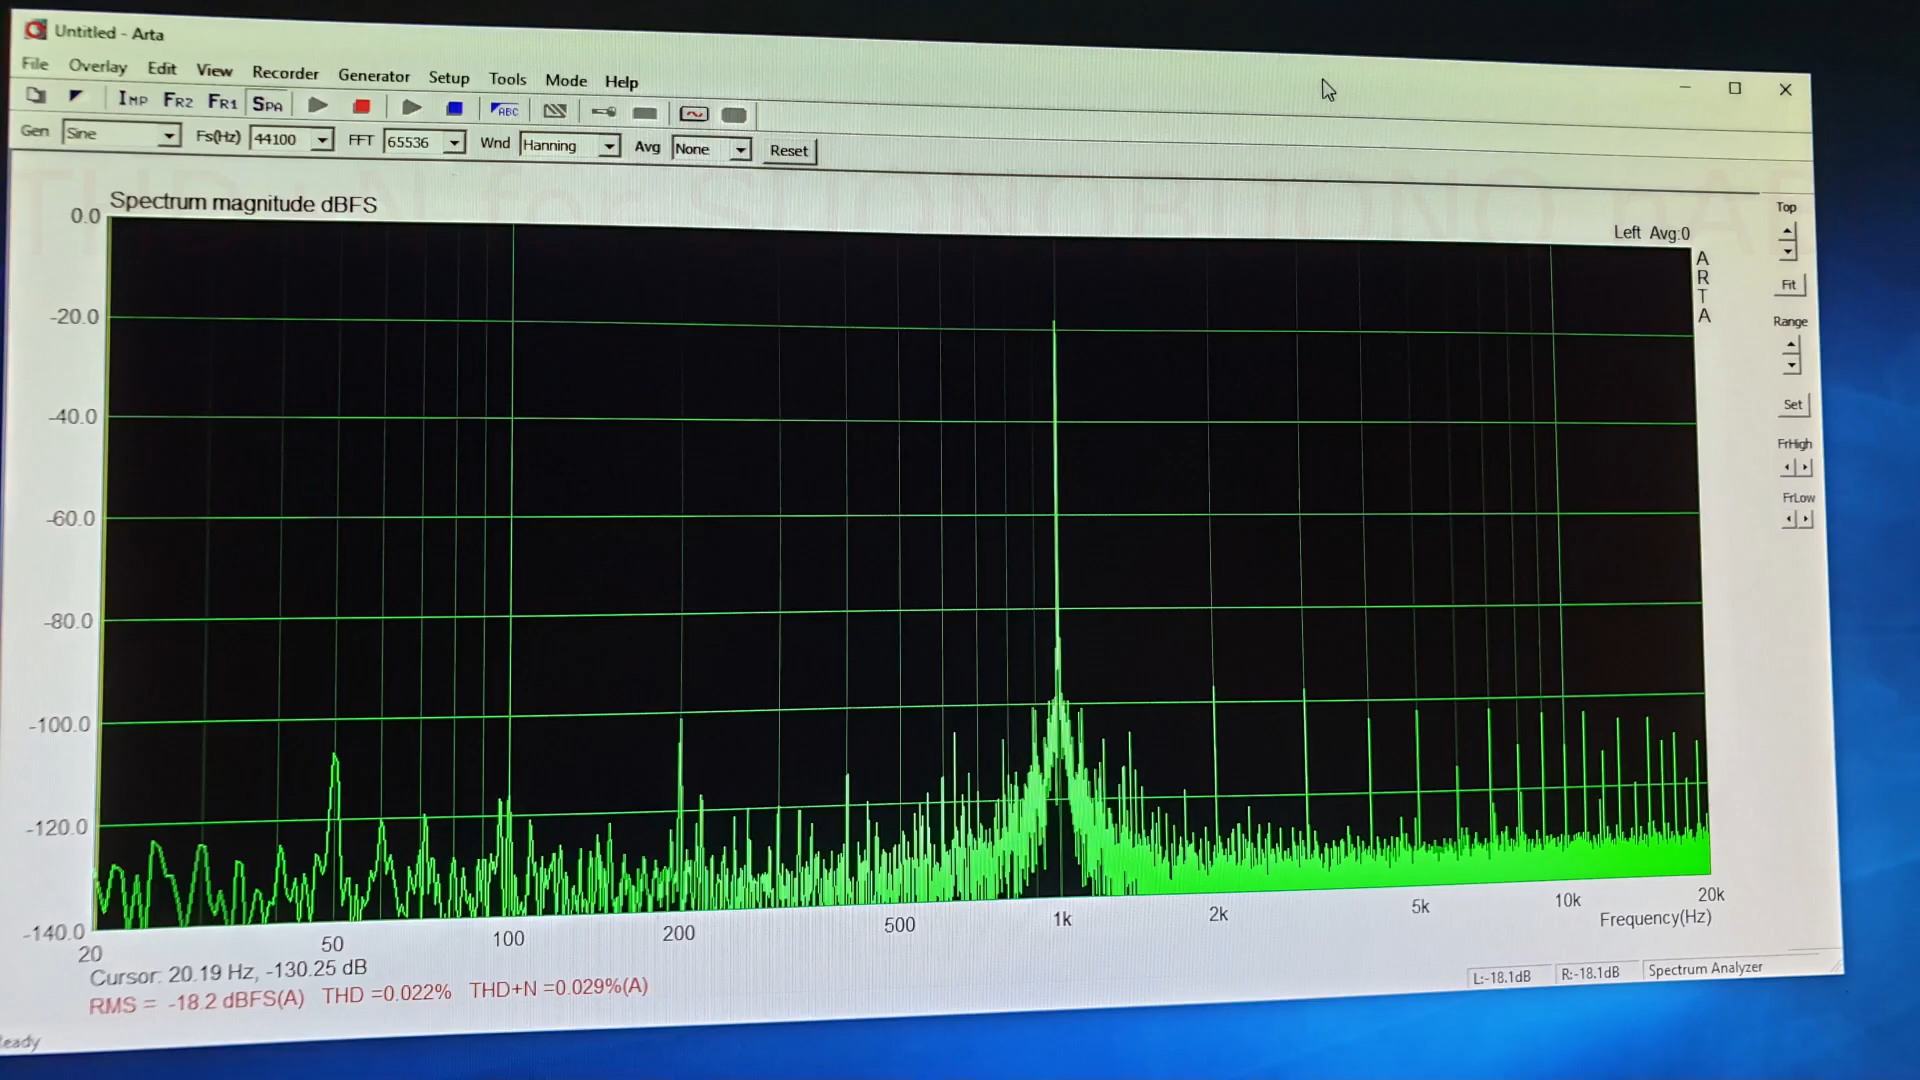 Untitled - Arta
File Overlay Edit View Recorder Generator Setup Tools Mode Help
IMP FR2 FR1 SPA ABC
Gen Sine Fs(Hz) 44100 FFT 65536 Wnd Hanning Avg None Reset
THD+N for
Spectrum magnitude dBFS
Left Avg:0
Top
Fit
Range
Set
FrHigh
FrLow
A
R
T
A
0.0
-20.0
-40.0
-60.0
-80.0
-100.0
-120.0
-140.0
20 50 100 200 500 1k 2k 5k 10k 20k
Frequency(Hz)
Cursor: 20.19 Hz, -130.25 dB
RMS = -18.2 dBFS(A) THD =0.022% THD+N =0.029%(A)
L:-18.1dB R:-18.1dB Spectrum Analyzer